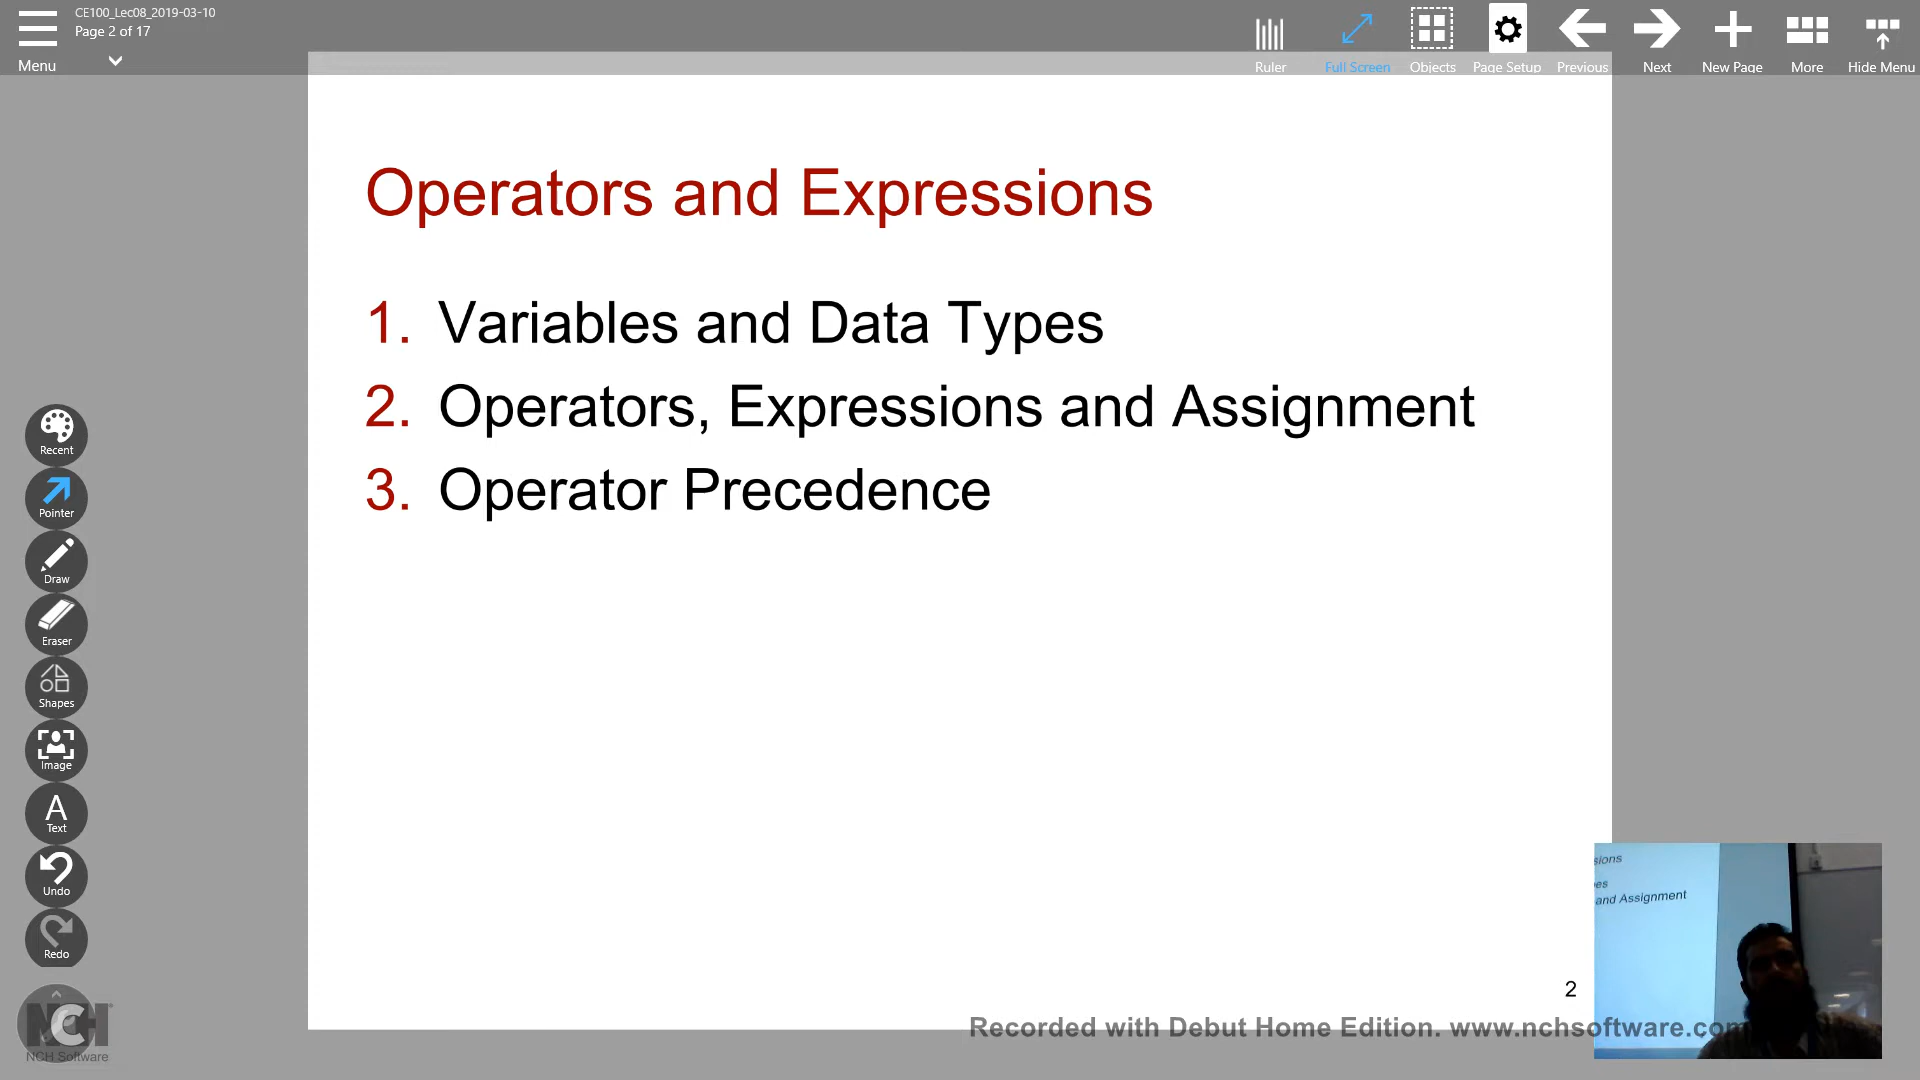 CE100_Lec08_2019-03-10
Page 2 of 17
Menu
Ruler
Full Screen
Objects
Page Setup
Previous
Next
New Page
More
Hide Menu
Operators and Expressions
1. Variables and Data Types
2. Operators, Expressions and Assignment
3. Operator Precedence
Recent
Pointer
Draw
Eraser
Shapes
Image
Text
Undo
Redo
NCH
NCH Software
sions
es
and Assignment
2
Recorded with Debut Home Edition. www.nchsoftware.com